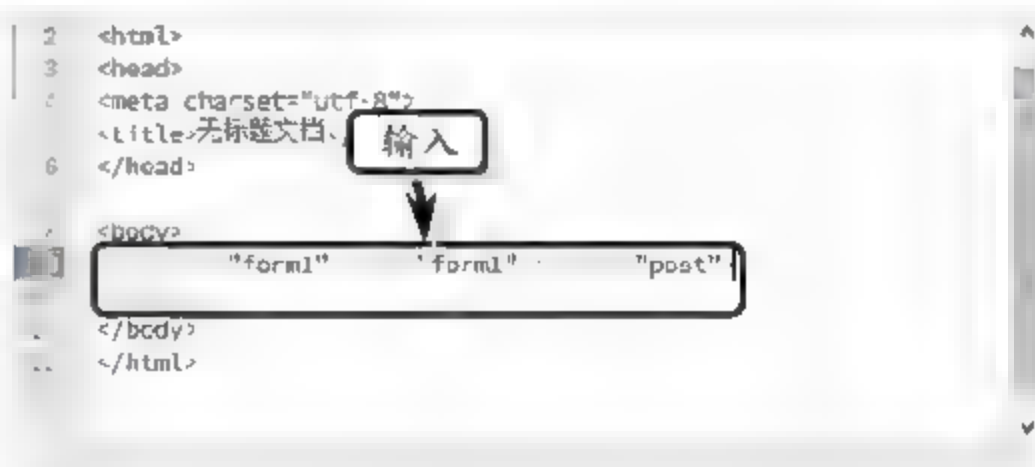 2 <html>
3 <head>
<meta charset="utf-8">
<title>无标题文档
输入
6 </head>
<body>
"form1" "form1" "post"
</body>
</html>